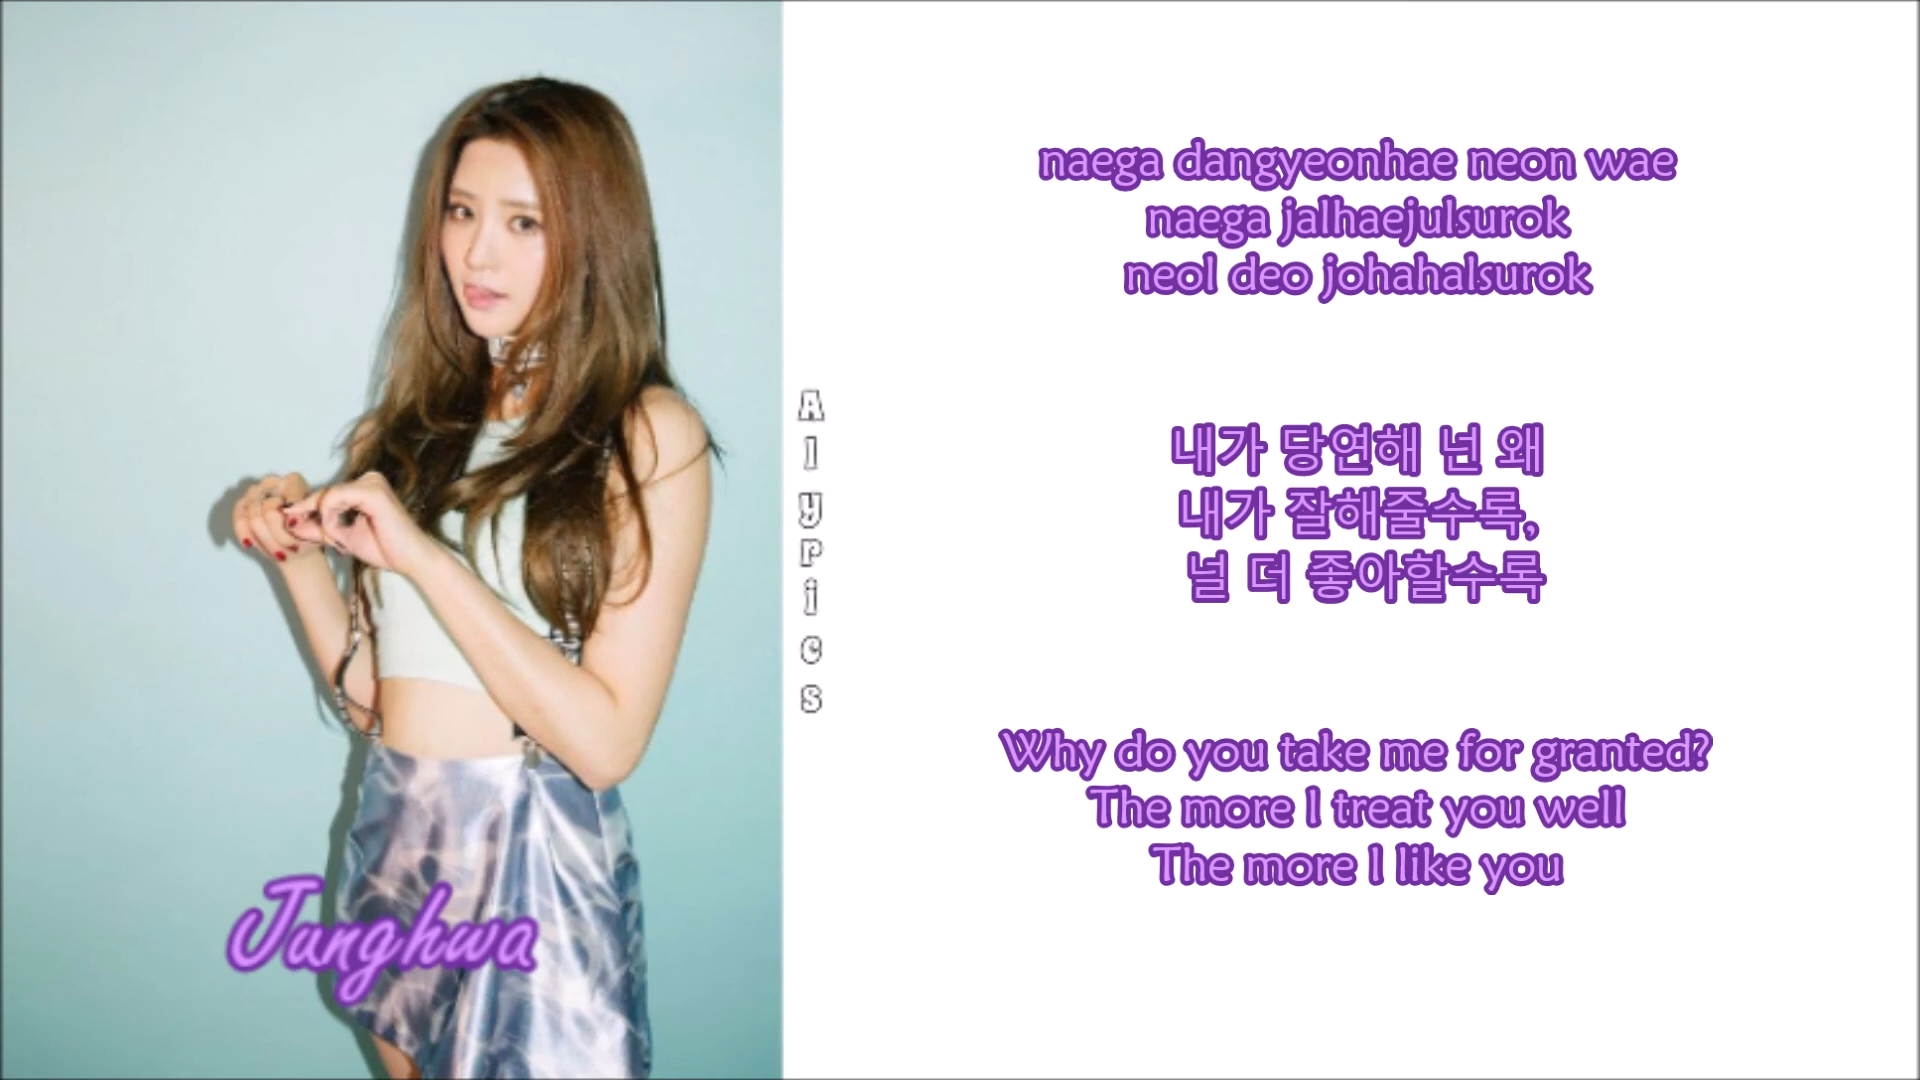 Junghwa
Alypics
naega dangyeonhae neon wae
naega jalhaejulsurok
neol deo johahalsurok
내가 당연해 넌 왜
내가 잘해줄수록,
널 더 좋아할수록
Why do you take me for granted?
The more I treat you well
The more I like you